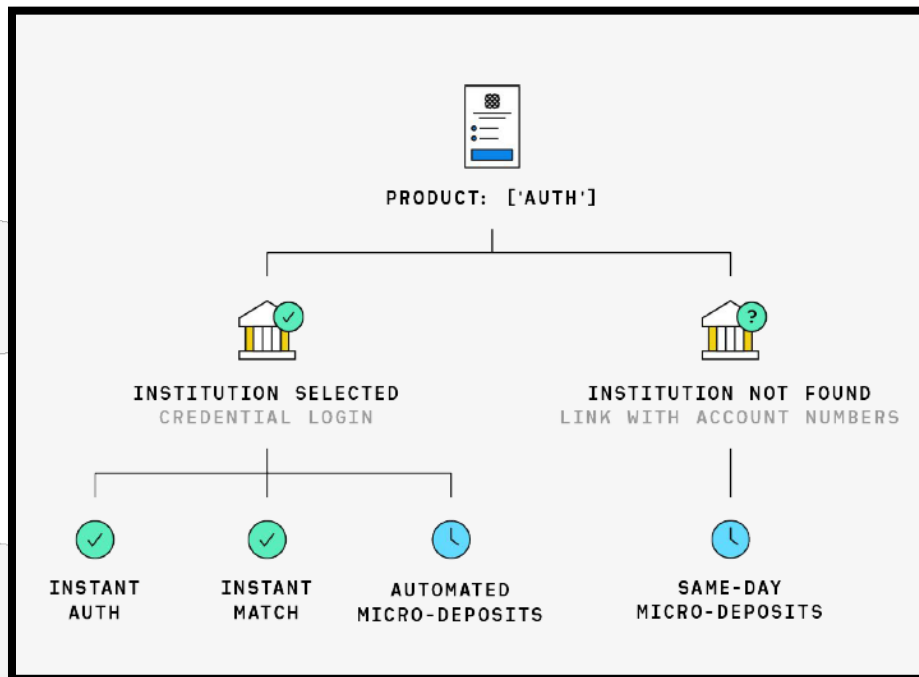 PRODUCT: ['AUTH']
INSTITUTION SELECTED
CREDENTIAL LOGIN
INSTITUTION NOT FOUND
LINK WITH ACCOUNT NUMBERS
INSTANT
AUTH
INSTANT
MATCH
AUTOMATED
MICRO-DEPOSITS
SAME-DAY
MICRO-DEPOSITS